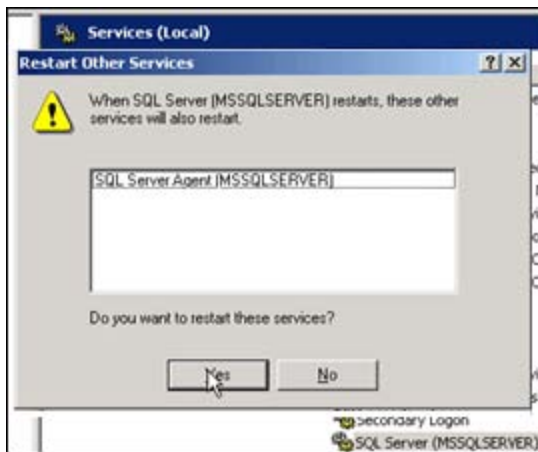 Services (Local)
Restart Other Services
When SQL Server (MSSQLSERVER) restarts, these other
services will also restart.
SQL Server Agent (MSSQLSERVER)
Do you want to restart these services?
Yes
No
Secondary Logon
SQL Server (MSSQLSERVER)